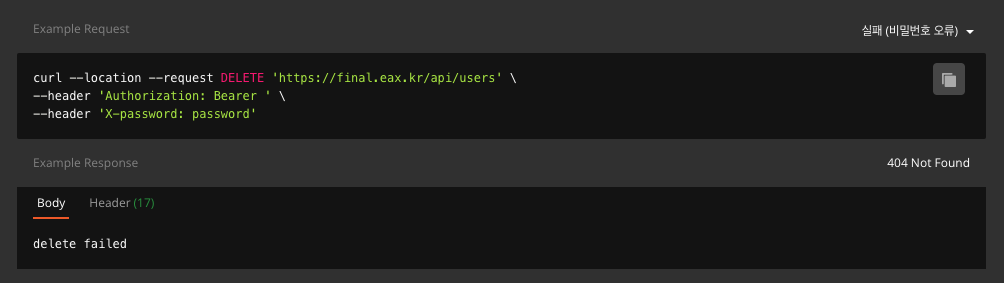 Example Request
실패 (비밀번호 오류)
curl --location --request DELETE 'https://final.eax.kr/api/users' \
--header 'Authorization: Bearer ' \
--header 'X-password: password'
Example Response
404 Not Found
Body
Header (17)
delete failed